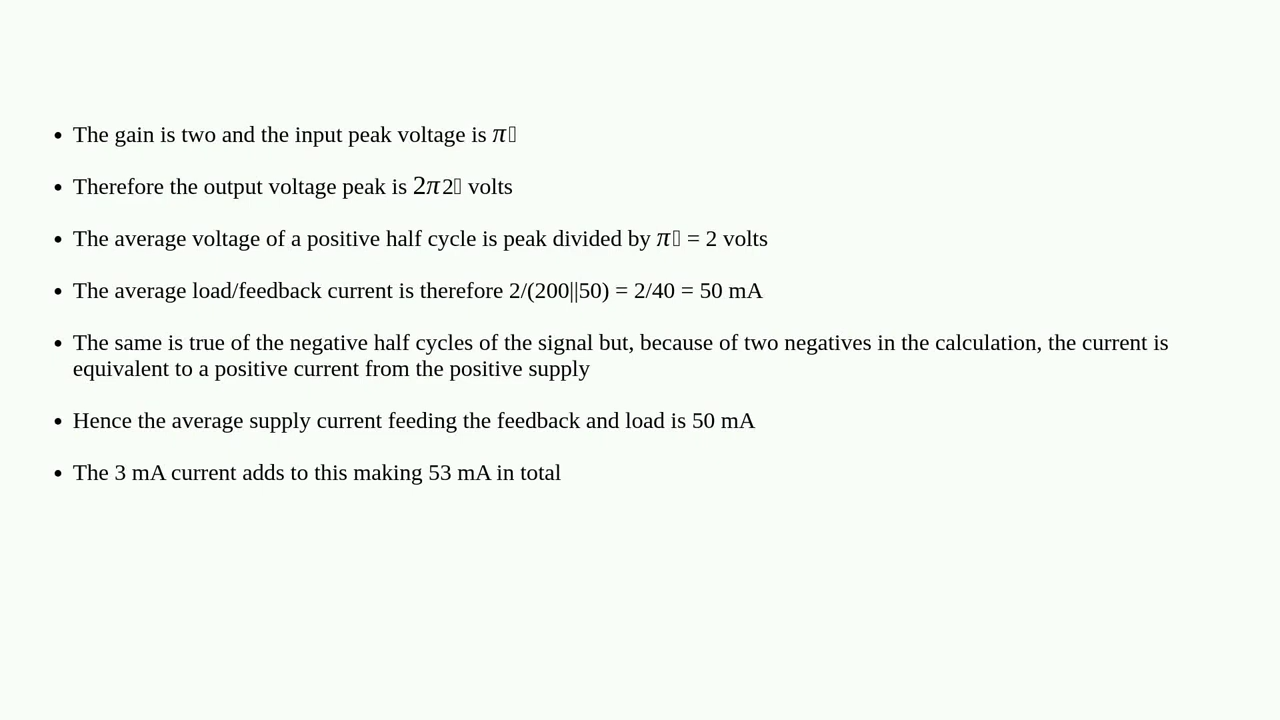 • The gain is two and the input peak voltage is π▯
• Therefore the output voltage peak is 2π2▯ volts
• The average voltage of a positive half cycle is peak divided by π▯ = 2 volts
• The average load/feedback current is therefore 2/(200||50) = 2/40 = 50 mA
• The same is true of the negative half cycles of the signal but, because of two negatives in the calculation, the current is
equivalent to a positive current from the positive supply
• Hence the average supply current feeding the feedback and load is 50 mA
• The 3 mA current adds to this making 53 mA in total